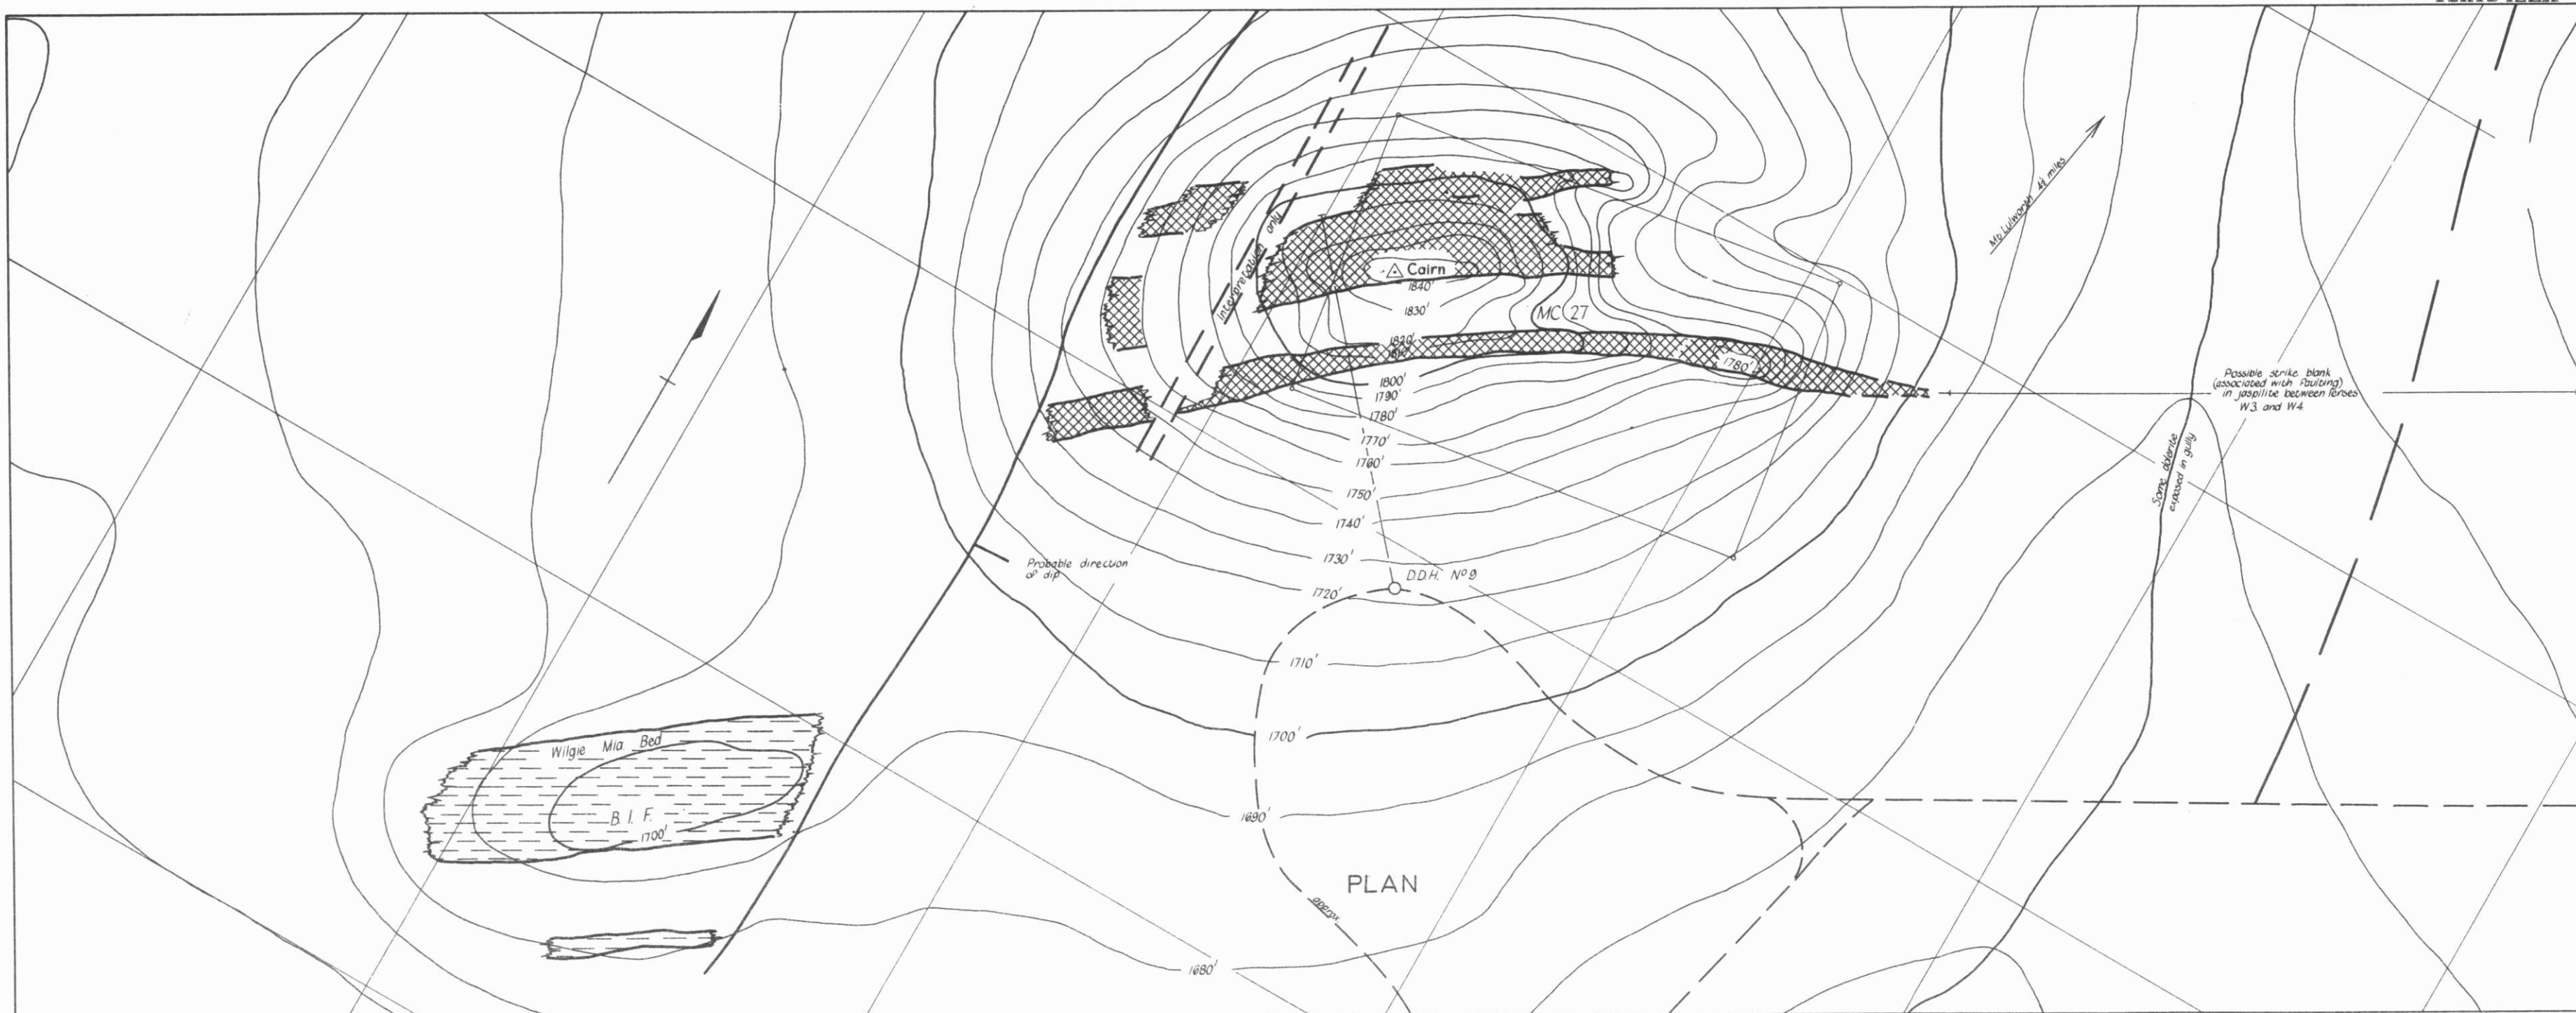 Mt. Lulworth 4½ miles
Interpretation only
Cairn
1840'
1830'
MC 27
1820'
1810'
1800'
1790'
1780'
1780'
1770'
1760'
1750'
1740'
1730'
1720'
1710'
1700'
1690'
1680'
Possible strike blank
(associated with Faulting)
in jaspilite between lenses
W3. and W4.
Some dolerite
exposed in gully
Probable direction
of dip
D.D.H. Nº 9
Wilgie Mia Bed
B. I. F.
1700'
PLAN
approx.